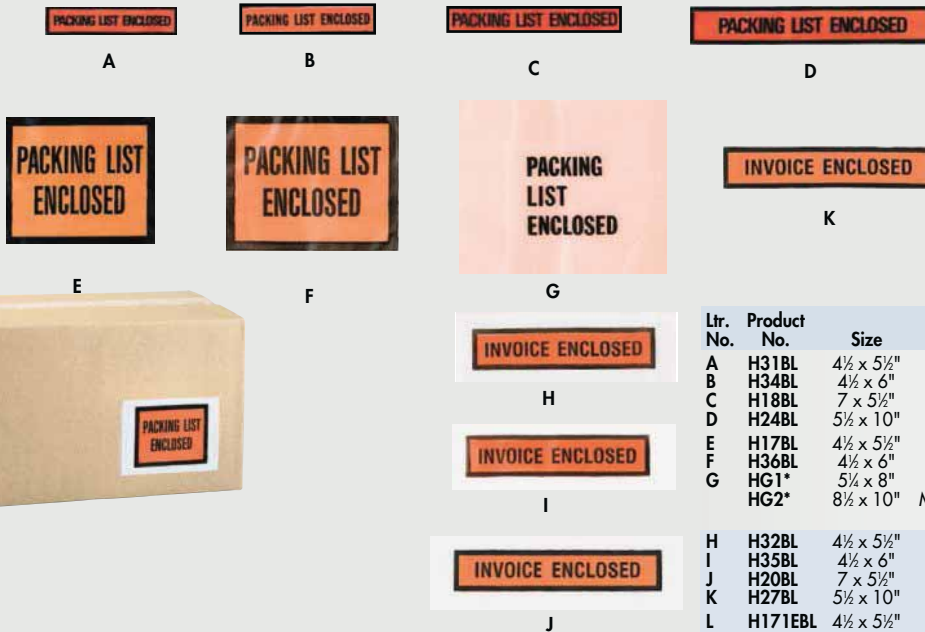 PACKING LIST ENCLOSED
A
PACKING LIST ENCLOSED
B
PACKING LIST ENCLOSED
C
PACKING LIST ENCLOSED
D
PACKING LIST
ENCLOSED
E
PACKING LIST
ENCLOSED
F
PACKING
LIST
ENCLOSED
G
INVOICE ENCLOSED
K
PACKING LIST
ENCLOSED
INVOICE ENCLOSED
H
INVOICE ENCLOSED
I
INVOICE ENCLOSED
J
Ltr. Product
No. No. Size
A H31BL 4½ x 5½"
B H34BL 4½ x 6"
C H18BL 7 x 5½"
D H24BL 5½ x 10"
E H17BL 4½ x 5½"
F H36BL 4½ x 6"
G HG1* 5¼ x 8"
HG2* 8½ x 10"
H H32BL 4½ x 5½"
I H35BL 4½ x 6"
J H20BL 7 x 5½"
K H27BL 5½ x 10"
L H171EBL 4½ x 5½"